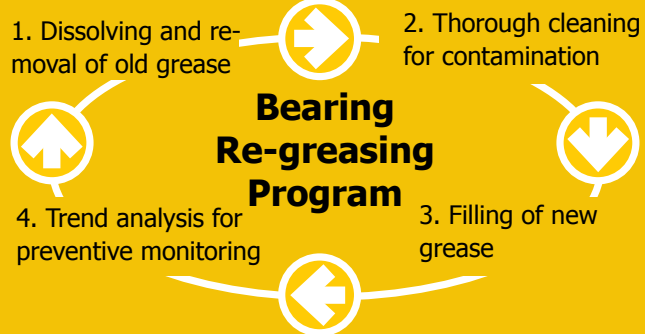 1. Dissolving and re-
moval of old grease
2. Thorough cleaning
for contamination
Bearing
Re-greasing
Program
3. Filling of new
grease
4. Trend analysis for
preventive monitoring